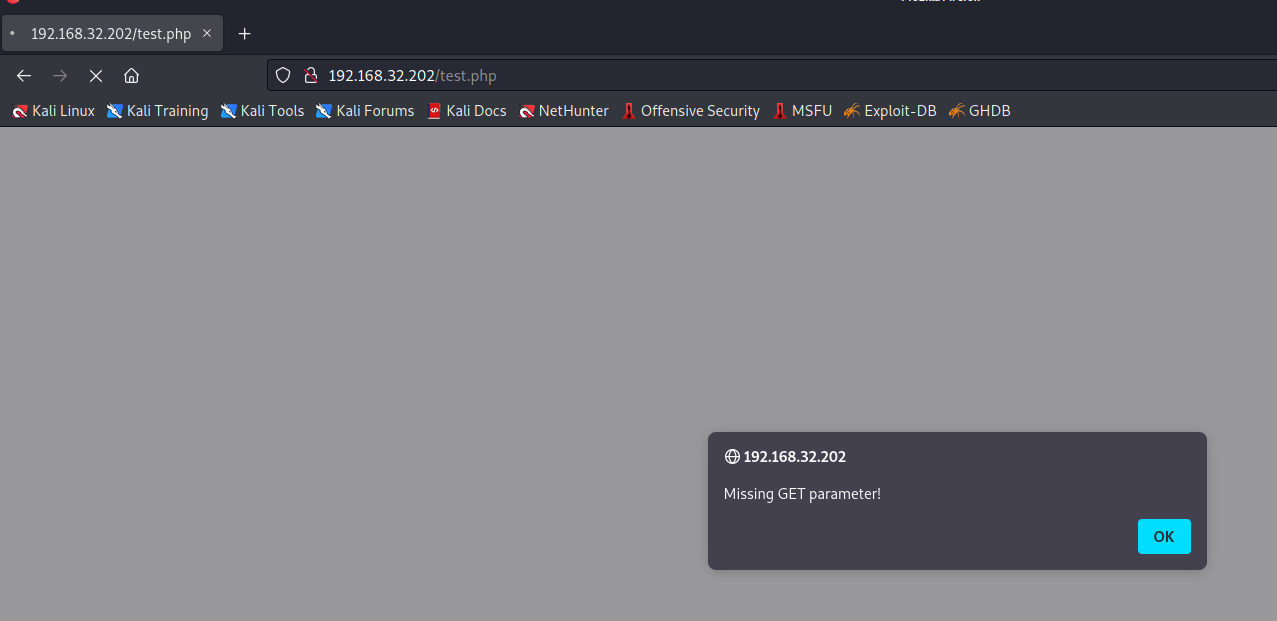 192.168.32.202/test.php
192.168.32.202/test.php
Kali Linux Kali Training Kali Tools Kali Forums Kali Docs NetHunter Offensive Security MSFU Exploit-DB GHDB
192.168.32.202
Missing GET parameter!
OK